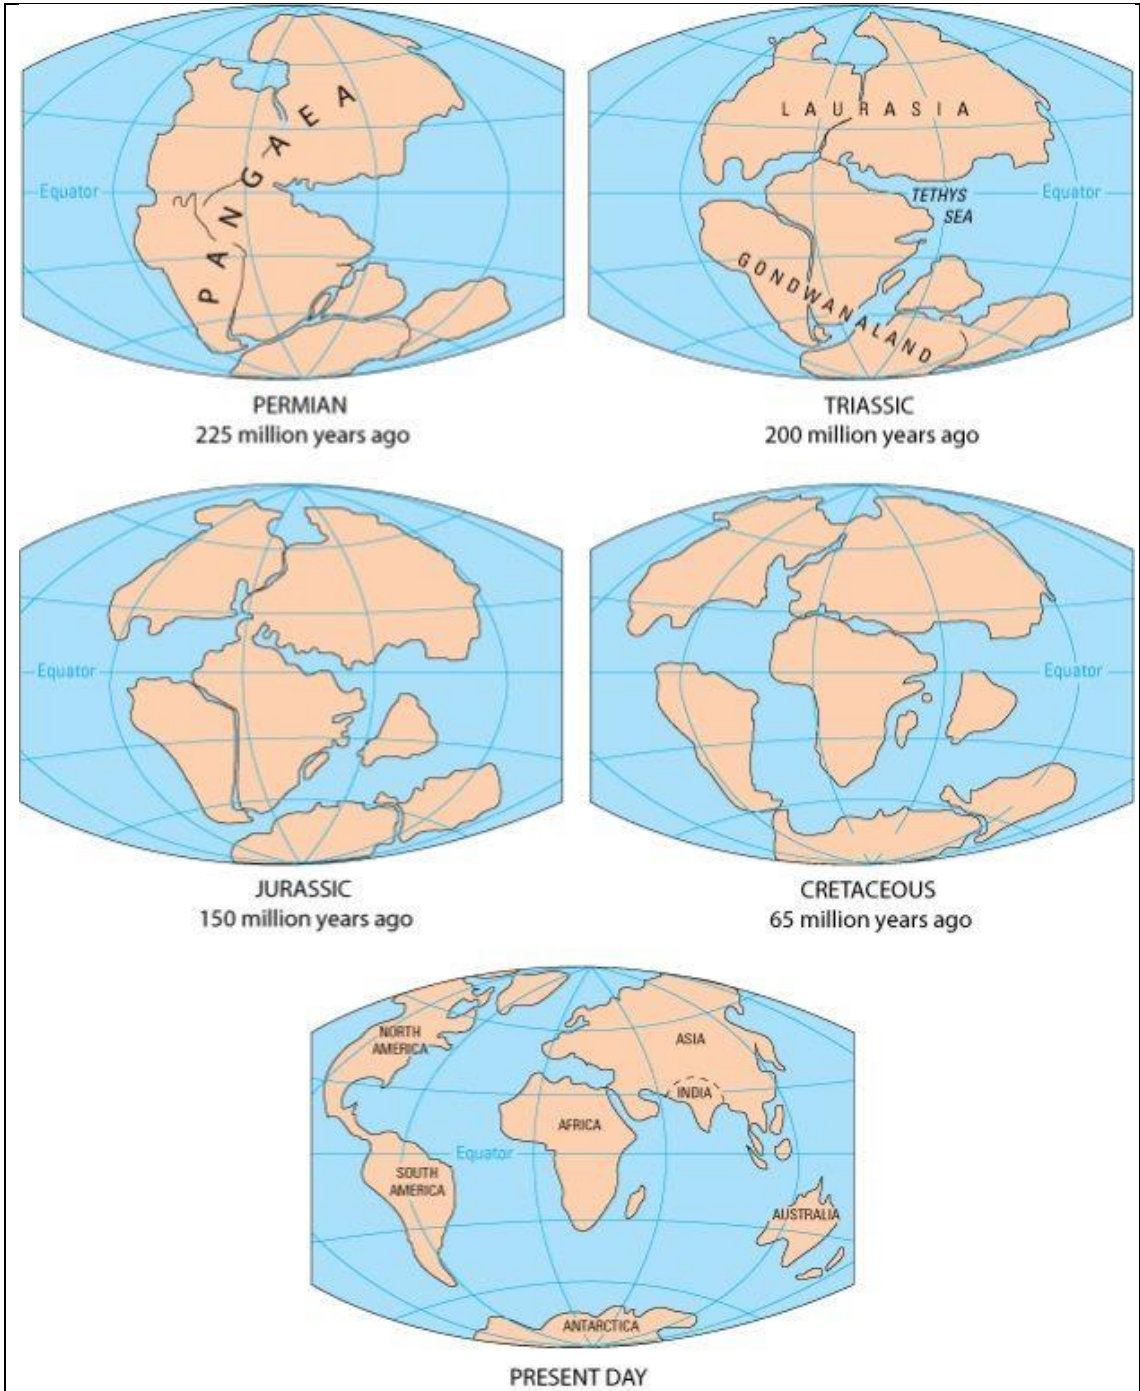 PANGAEA
Equator
PERMIAN
225 million years ago
LAURASIA
TETHYS
SEA
Equator
GONDWANALAND
TRIASSIC
200 million years ago
Equator
JURASSIC
150 million years ago
Equator
CRETACEOUS
65 million years ago
NORTH
AMERICA
ASIA
INDIA
AFRICA
Equator
SOUTH
AMERICA
AUSTRALIA
ANTARCTICA
PRESENT DAY